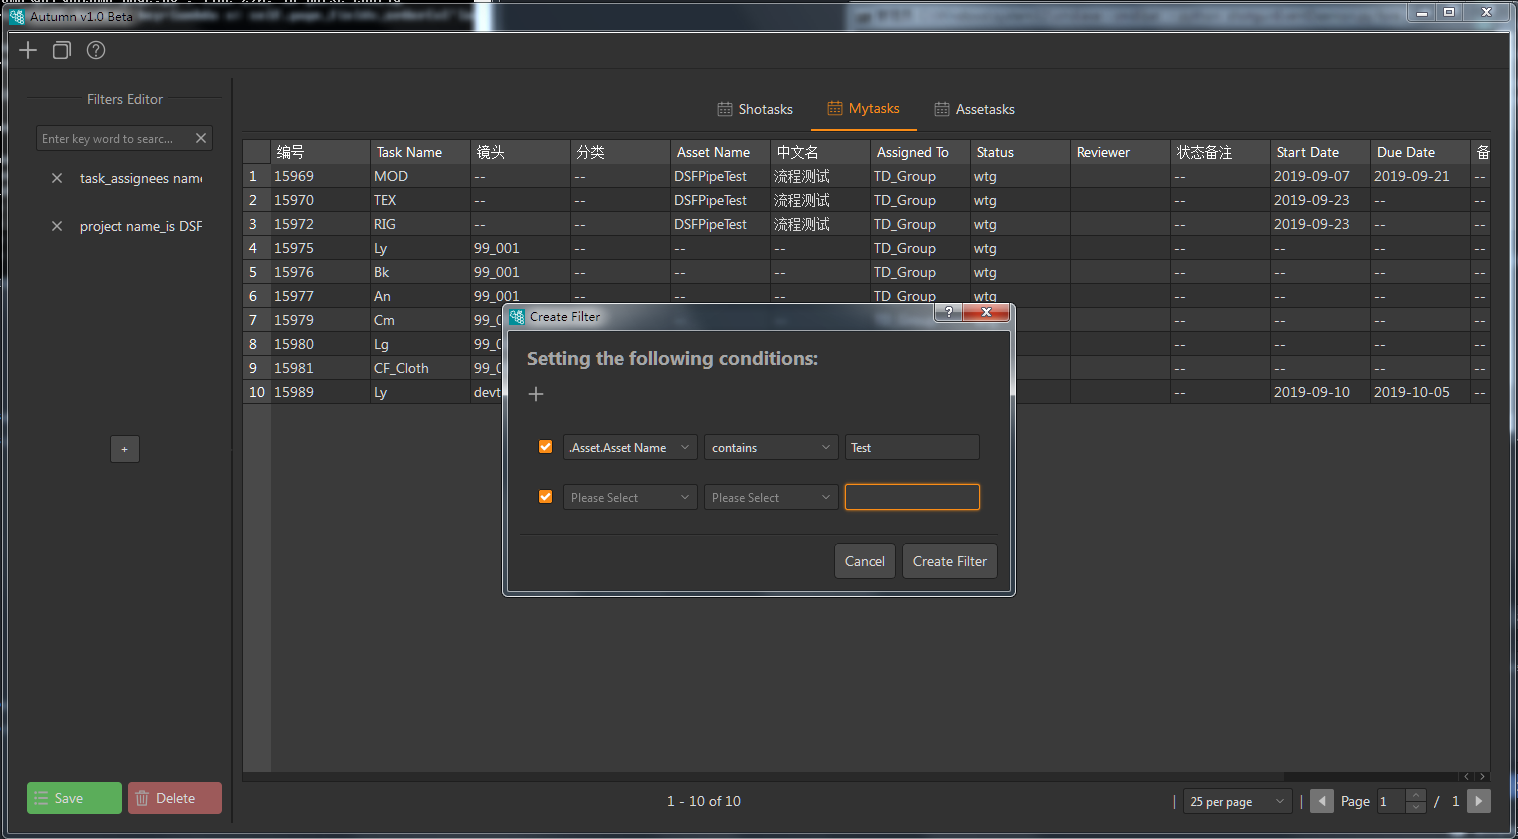 Autumn v1.0 Beta
Filters Editor
Enter key word to searc...
task_assignees name
project name_is DSF
+
Save
Delete
Shotasks
Mytasks
Assetasks
编号 Task Name 镜头 分类 Asset Name 中文名 Assigned To Status Reviewer 状态备注 Start Date Due Date 备
1 15969 MOD -- -- DSFPipeTest 流程测试 TD_Group wtg -- 2019-09-07 2019-09-21 --
2 15970 TEX -- -- DSFPipeTest 流程测试 TD_Group wtg -- 2019-09-23 -- --
3 15972 RIG -- -- DSFPipeTest 流程测试 TD_Group wtg -- 2019-09-23 -- --
4 15975 Ly 99_001 -- -- -- TD_Group wtg -- -- -- --
5 15976 Bk 99_001 -- -- -- TD_Group wtg -- -- -- --
6 15977 An 99_001 -- -- -- TD_Group wtg -- -- -- --
7 15979 Cm 99_0 -- -- -- --
8 15980 Lg 99_0 -- -- -- --
9 15981 CF_Cloth 99_0 -- -- -- --
10 15989 Ly devt -- 2019-09-10 2019-10-05 --
Create Filter
?
Setting the following conditions:
.Asset.Asset Name contains Test
Please Select Please Select
Cancel Create Filter
1 - 10 of 10
| 25 per page | Page 1 / 1